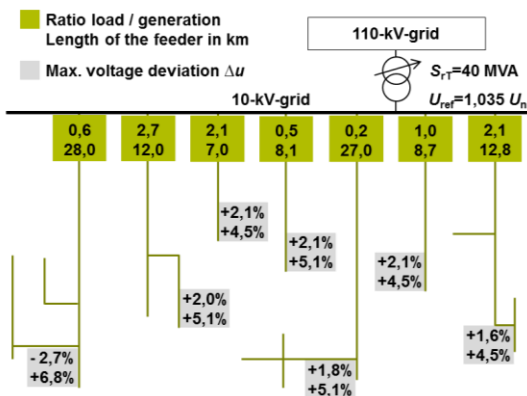 Ratio load / generation
Length of the feeder in km
Max. voltage deviation Δu
110-kV-grid
SrT=40 MVA
10-kV-grid
Uref=1,035 Un
0,6 2,7 2,1 0,5 0,2 1,0 2,1
28,0 12,0 7,0 8,1 27,0 8,7 12,8
+2,1%
+4,5%
+2,1%
+5,1%
+2,1%
+4,5%
+2,0%
+5,1%
+1,6%
+4,5%
- 2,7%
+6,8%
+1,8%
+5,1%